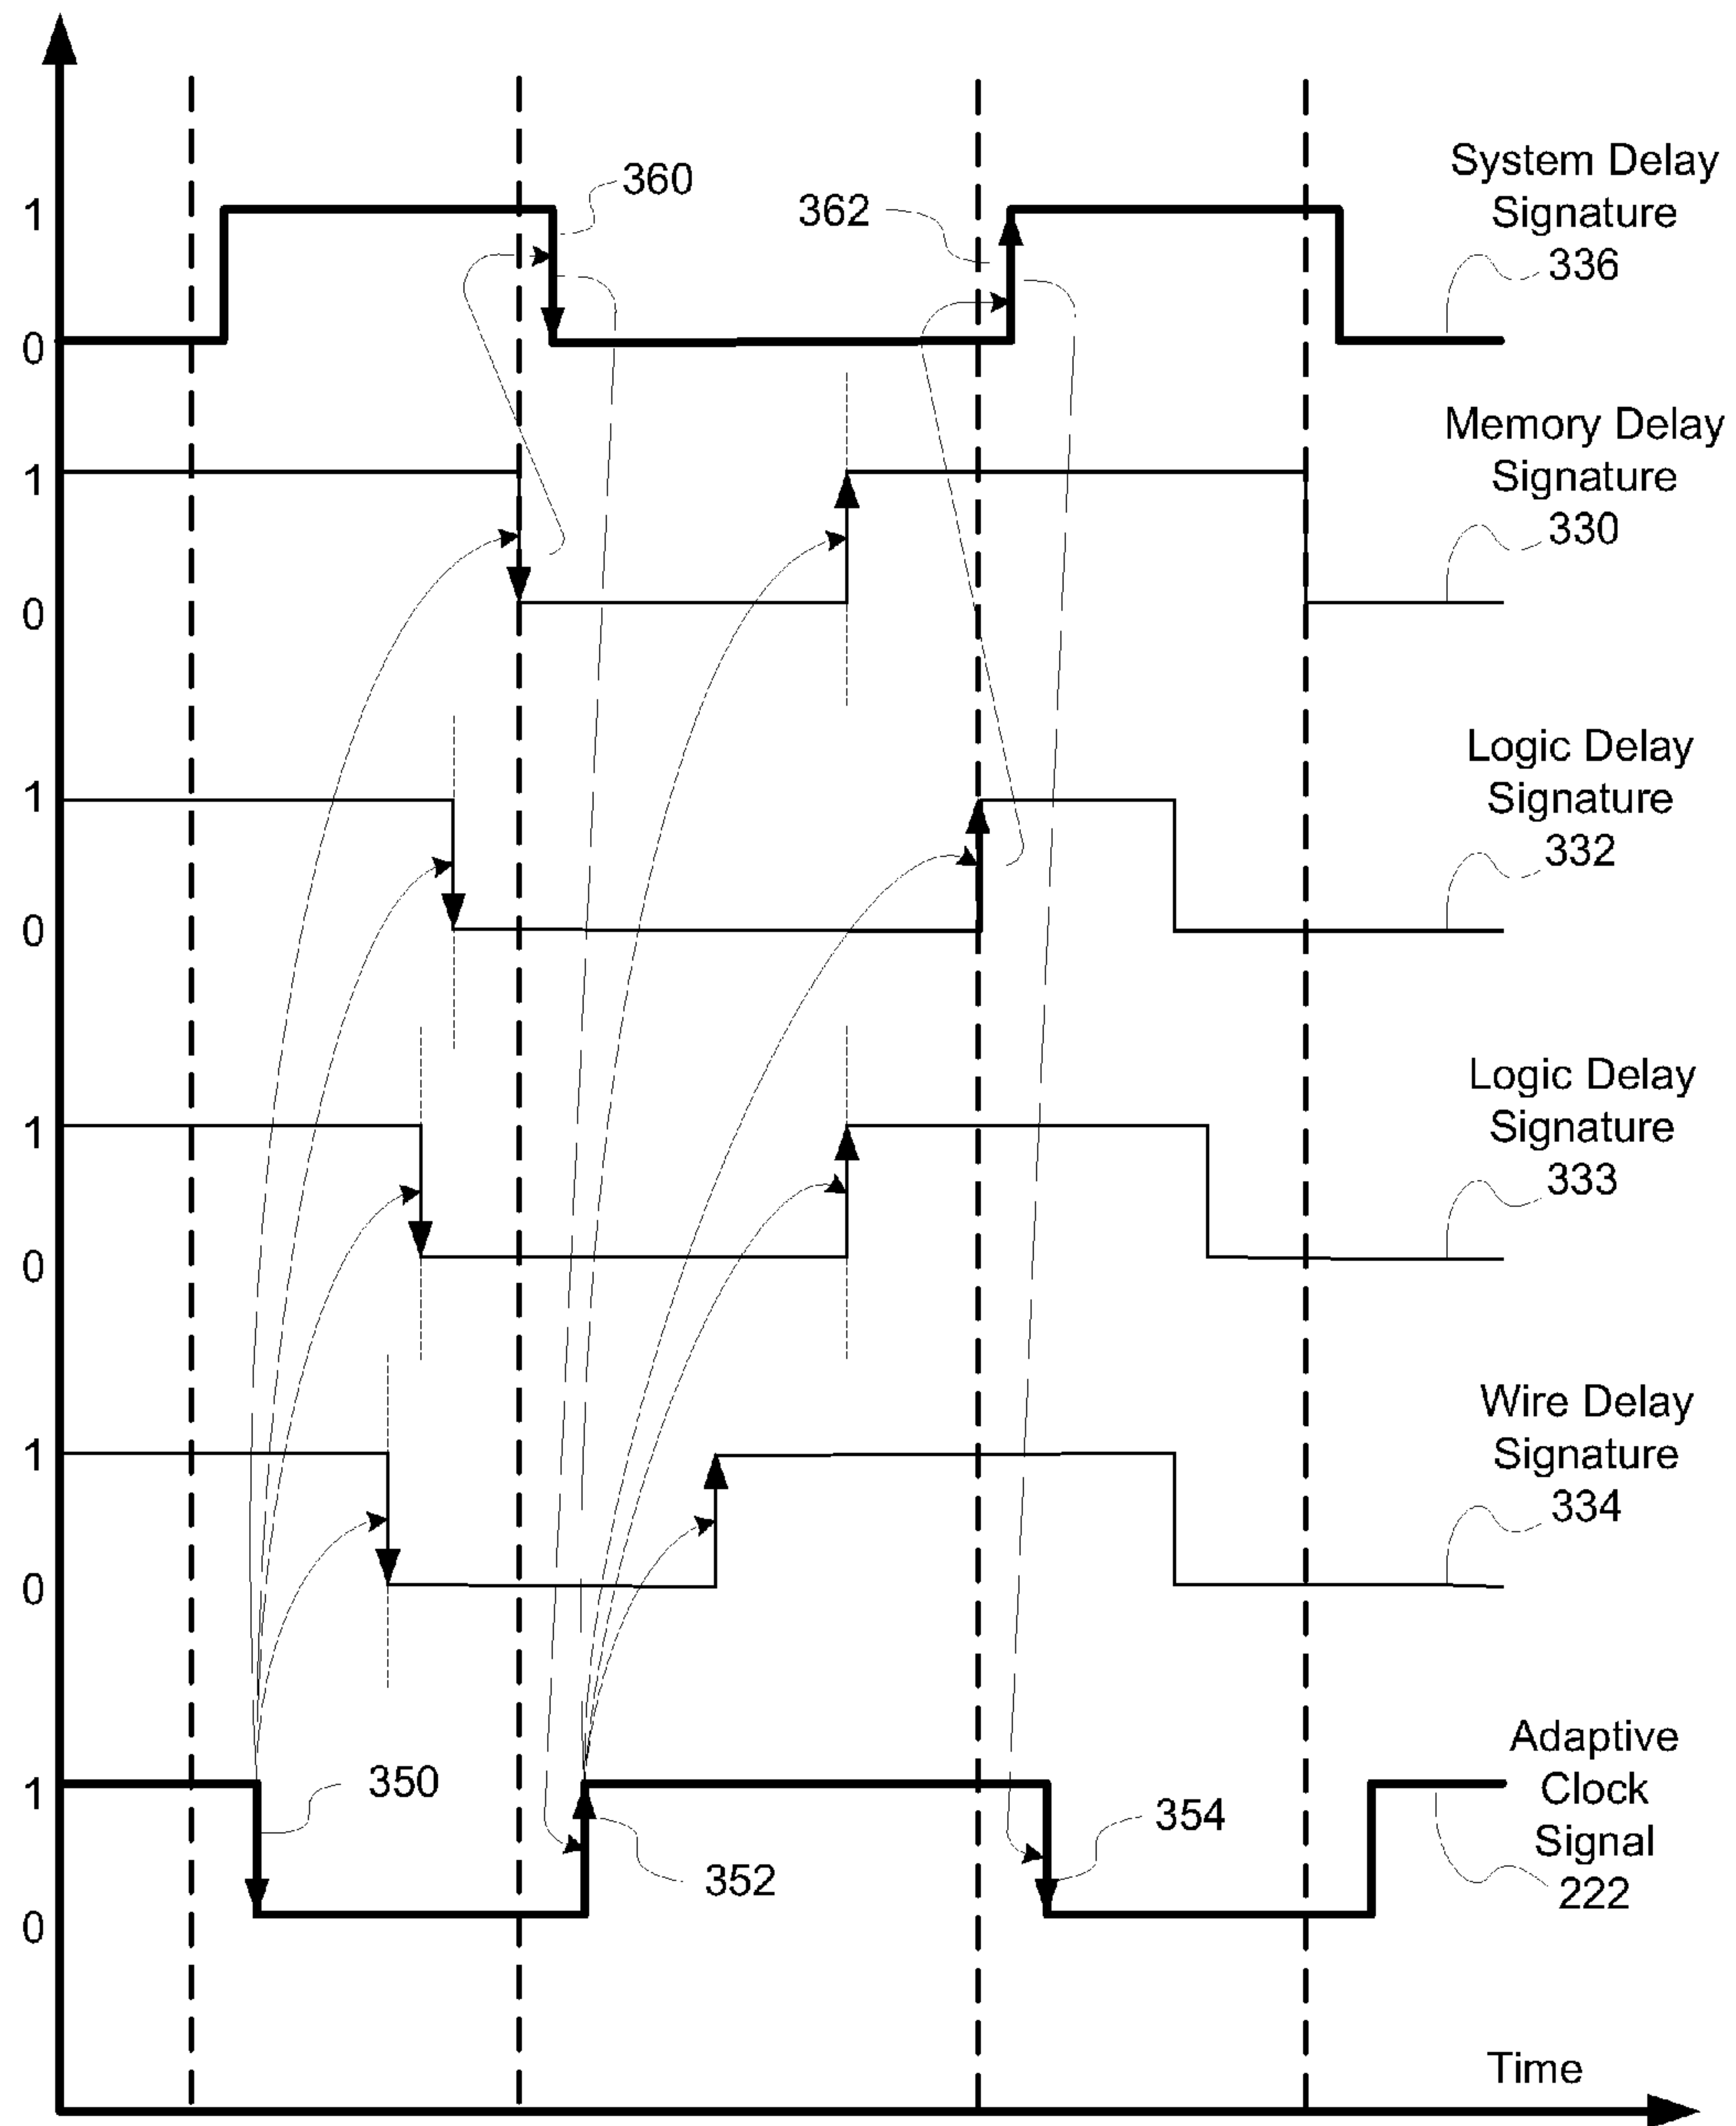 360
362
System Delay
Signature
336
1
0
Memory Delay
Signature
330
1
0
Logic Delay
Signature
332
1
0
Logic Delay
Signature
333
1
0
Wire Delay
Signature
334
1
0
Adaptive
Clock
Signal
222
1
0
350
352
354
Time